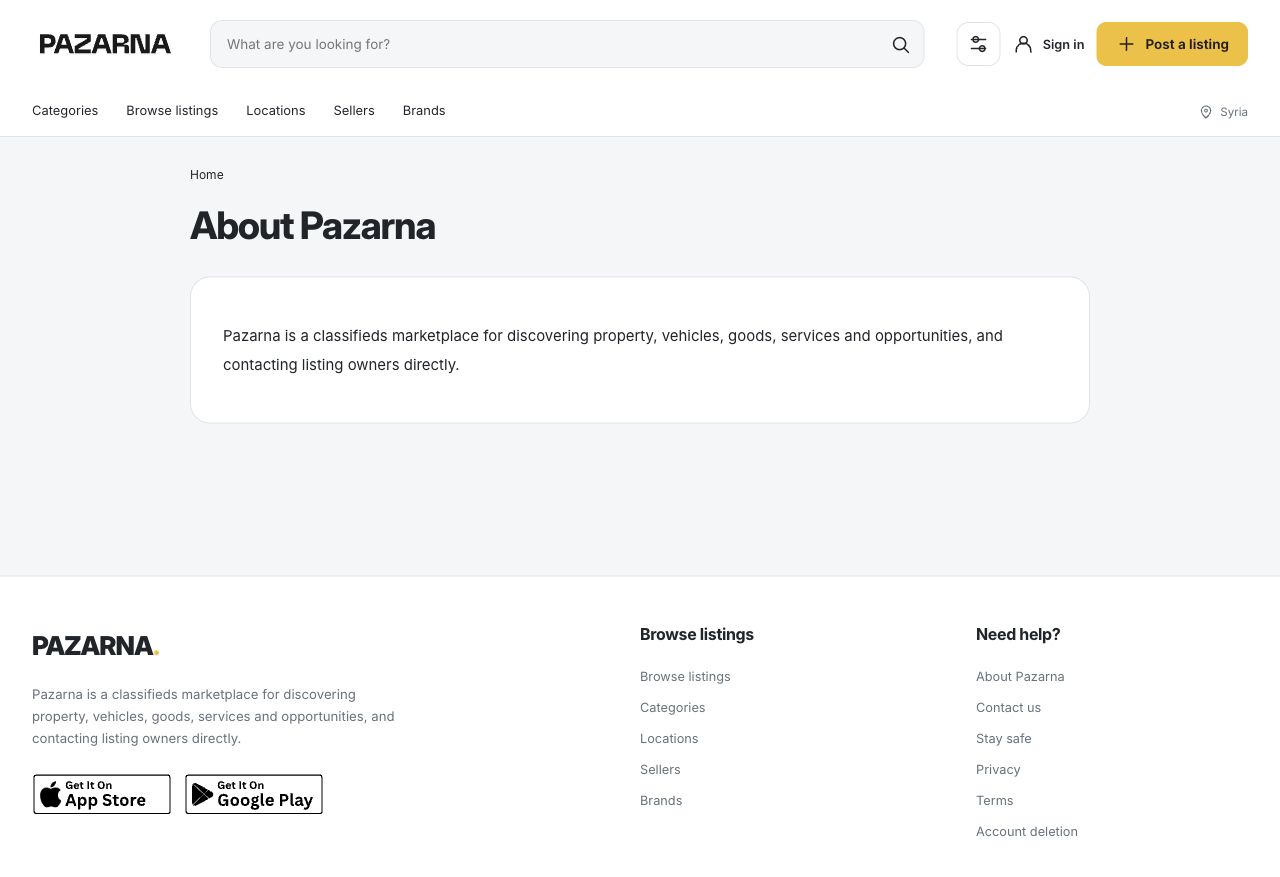 PAZARNA
What are you looking for?
Sign in
Post a listing
Categories
Browse listings
Locations
Sellers
Brands
Syria
Home
About Pazarna
Pazarna is a classifieds marketplace for discovering property, vehicles, goods, services and opportunities, and
contacting listing owners directly.
PAZARNA.
Pazarna is a classifieds marketplace for discovering
property, vehicles, goods, services and opportunities, and
contacting listing owners directly.
Get It On
App Store
Get It On
Google Play
Browse listings
Browse listings
Categories
Locations
Sellers
Brands
Need help?
About Pazarna
Contact us
Stay safe
Privacy
Terms
Account deletion